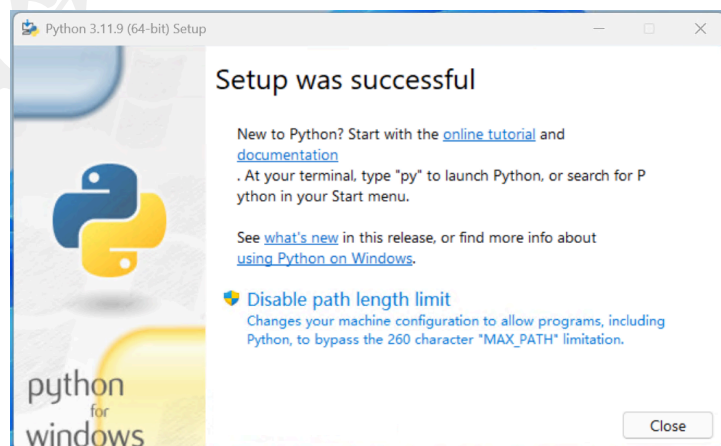 Python 3.11.9 (64-bit) Setup
Setup was successful
New to Python? Start with the online tutorial and
documentation
. At your terminal, type "py" to launch Python, or search for P
ython in your Start menu.
See what's new in this release, or find more info about
using Python on Windows.
Disable path length limit
Changes your machine configuration to allow programs, including
Python, to bypass the 260 character "MAX_PATH" limitation.
python
for
windows
Close